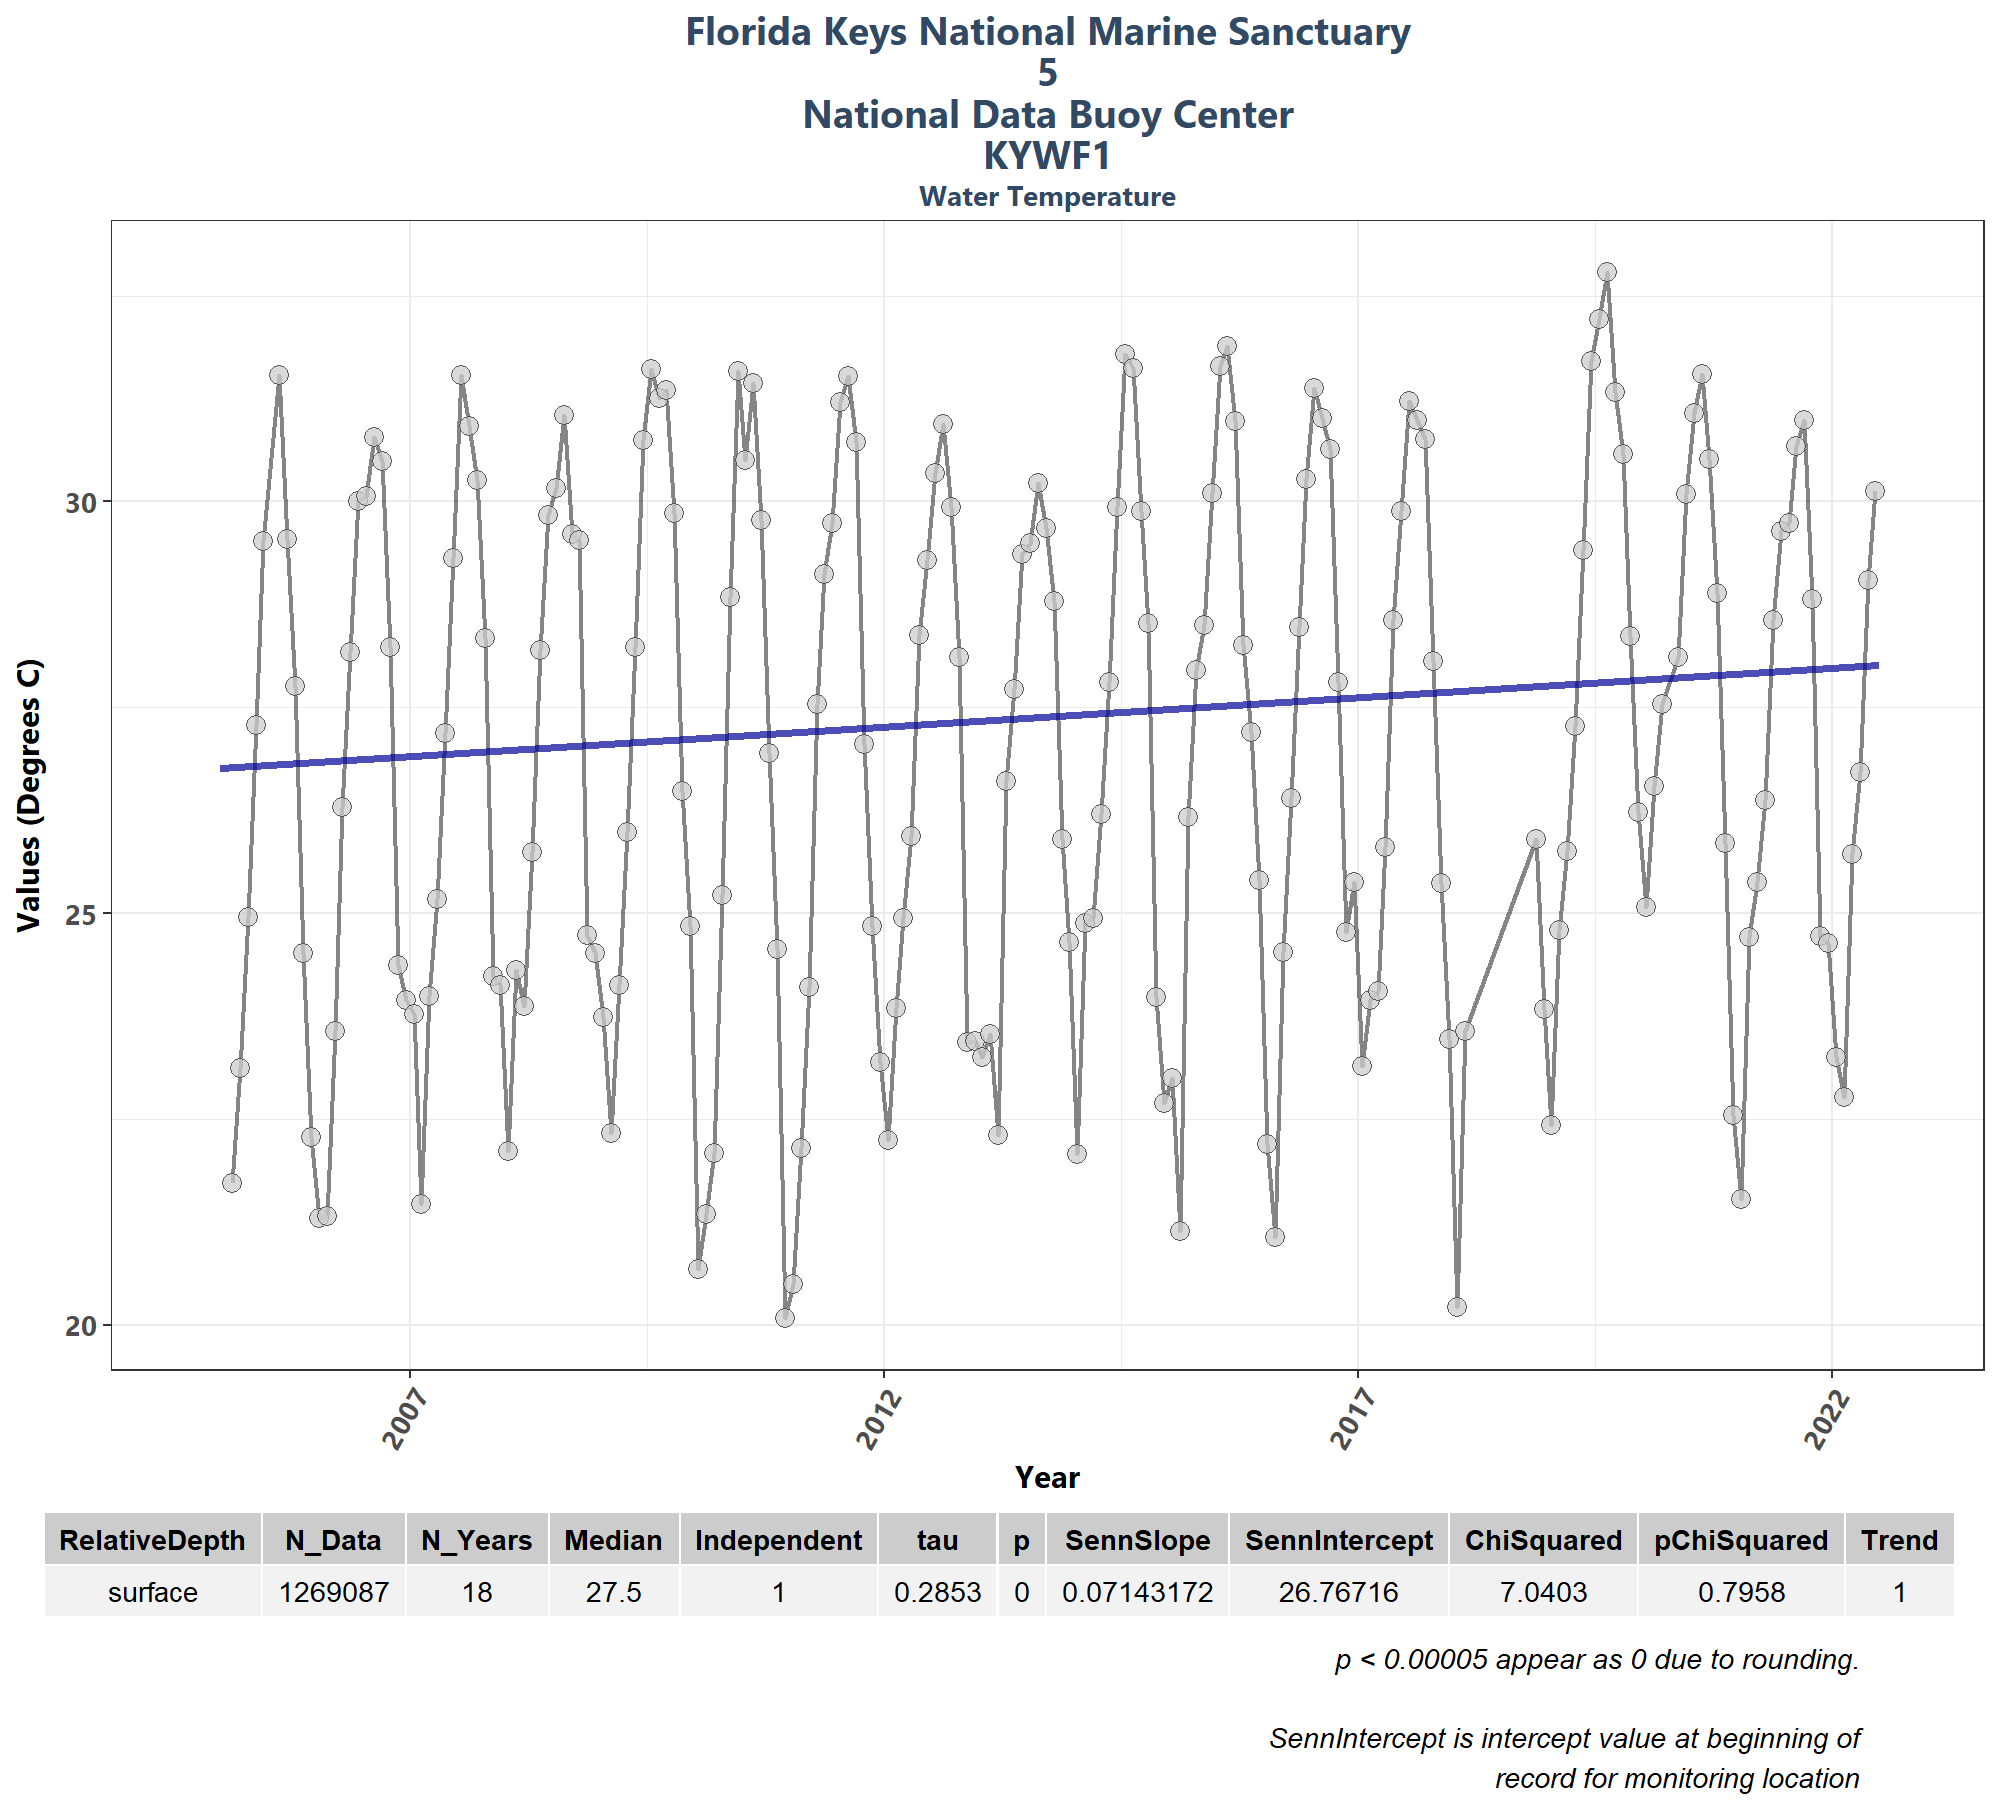 Florida Keys National Marine Sanctuary
5
National Data Buoy Center
KYWF1
Water Temperature
Values (Degrees C)
30
25
20
2007 2012 2017 2022
Year
RelativeDepth N_Data N_Years Median Independent tau p SennSlope SennIntercept ChiSquared pChiSquared Trend
surface 1269087 18 27.5 1 0.2853 0 0.07143172 26.76716 7.0403 0.7958 1
p < 0.00005 appear as 0 due to rounding.
SennIntercept is intercept value at beginning of
record for monitoring location